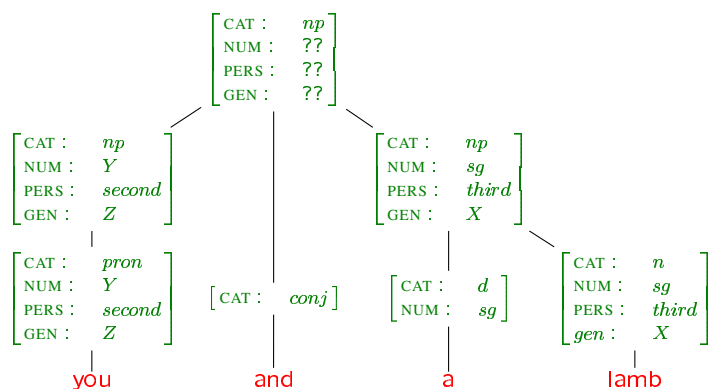 CAT : np
NUM : ??
PERS : ??
GEN : ??
CAT : np
NUM : Y
PERS : second
GEN : Z
CAT : np
NUM : sg
PERS : third
GEN : X
CAT : pron
NUM : Y
PERS : second
GEN : Z
CAT : conj
CAT : d
NUM : sg
CAT : n
NUM : sg
PERS : third
gen : X
you and a lamb